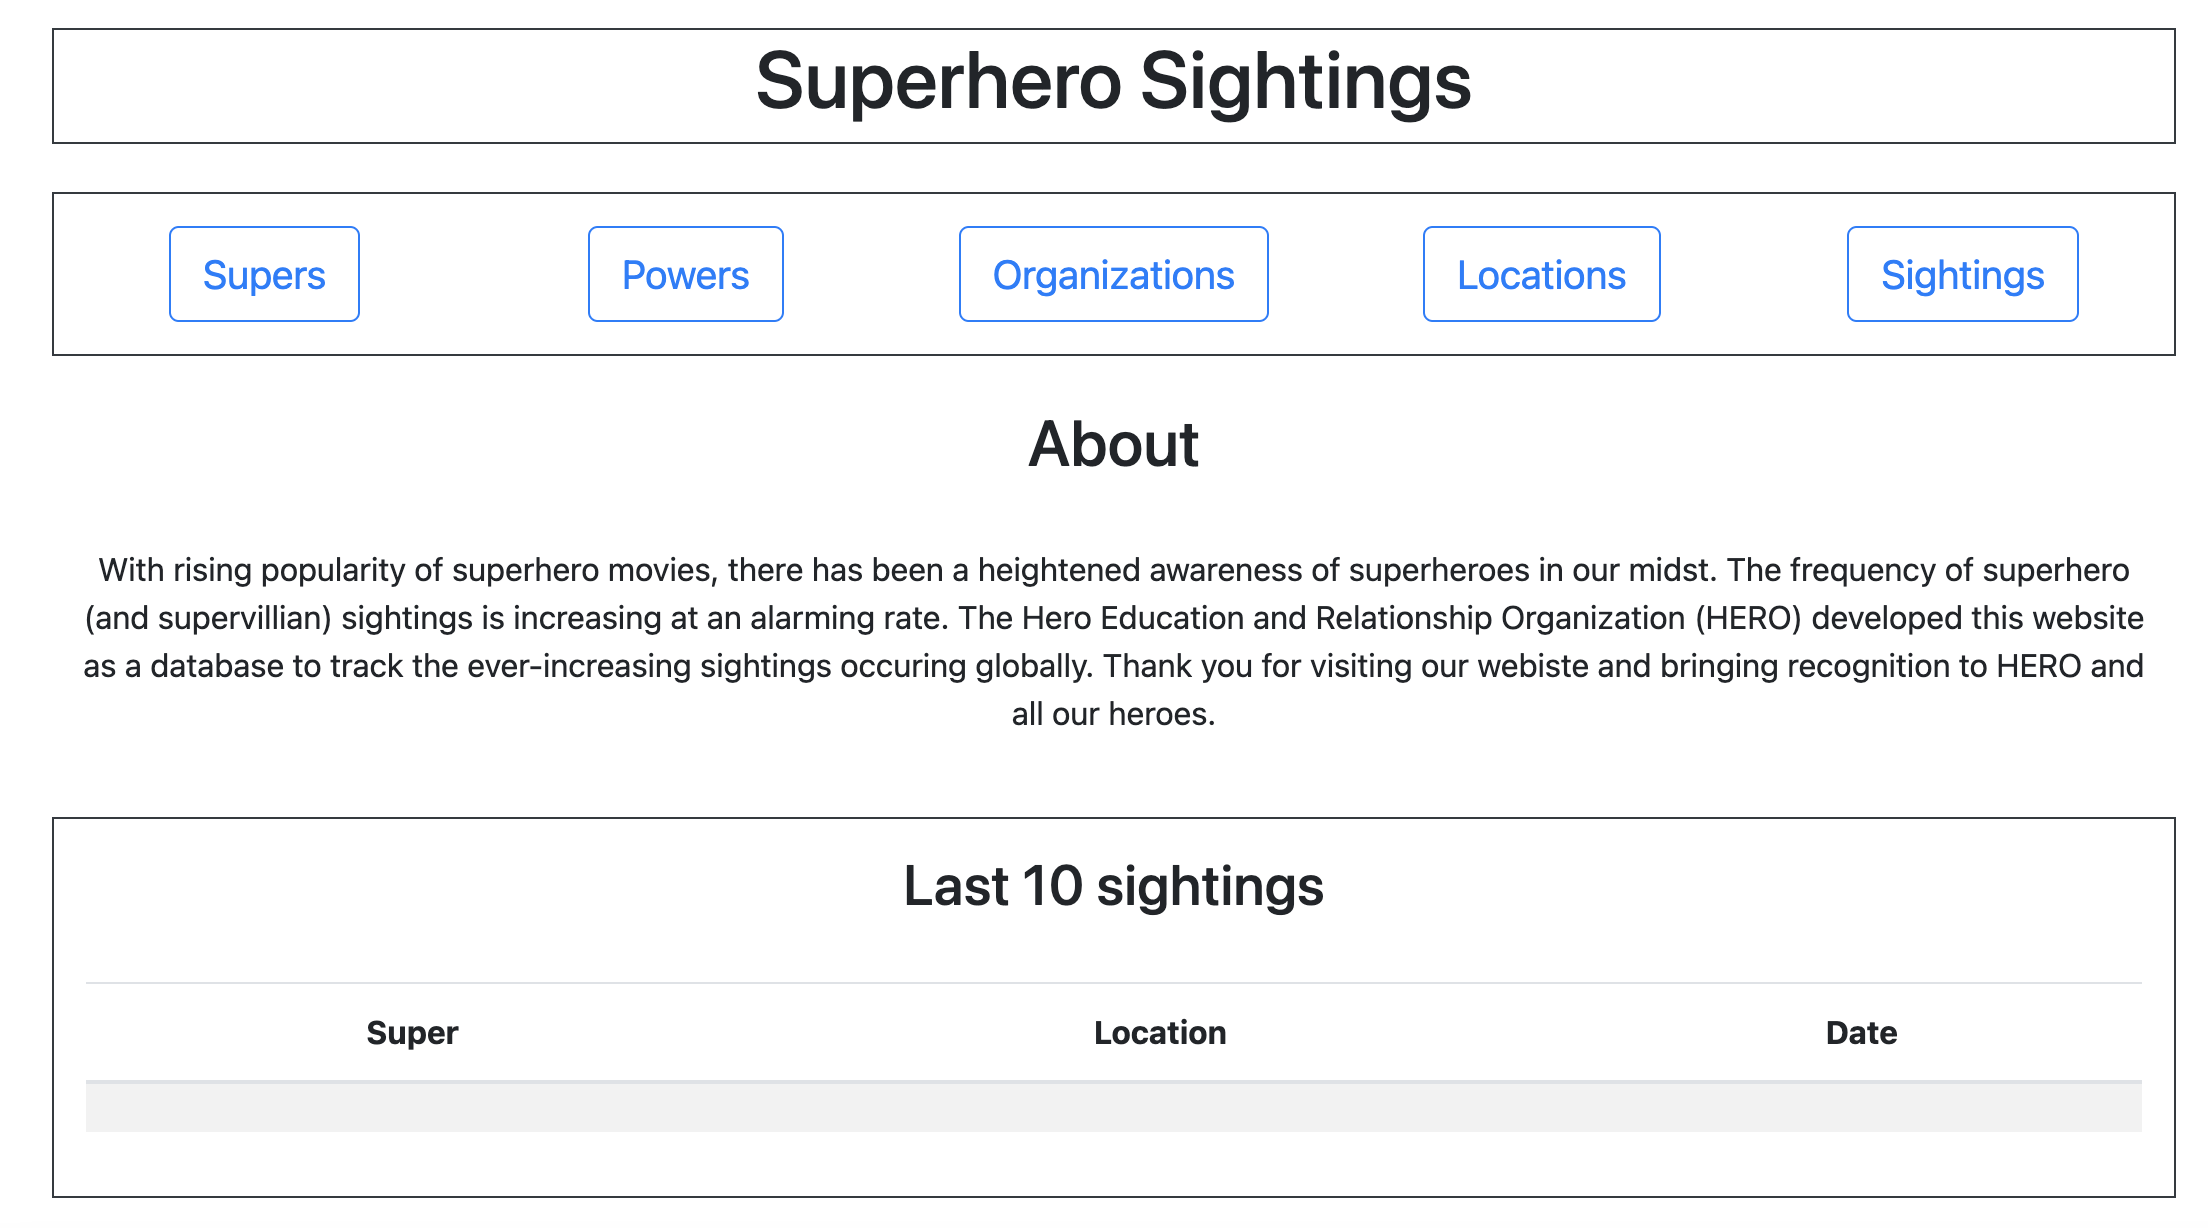 Superhero Sightings
Supers Powers Organizations Locations Sightings
About
With rising popularity of superhero movies, there has been a heightened awareness of superheroes in our midst. The frequency of superhero
(and supervillian) sightings is increasing at an alarming rate. The Hero Education and Relationship Organization (HERO) developed this website
as a database to track the ever-increasing sightings occuring globally. Thank you for visiting our webiste and bringing recognition to HERO and
all our heroes.
Last 10 sightings
Super Location Date